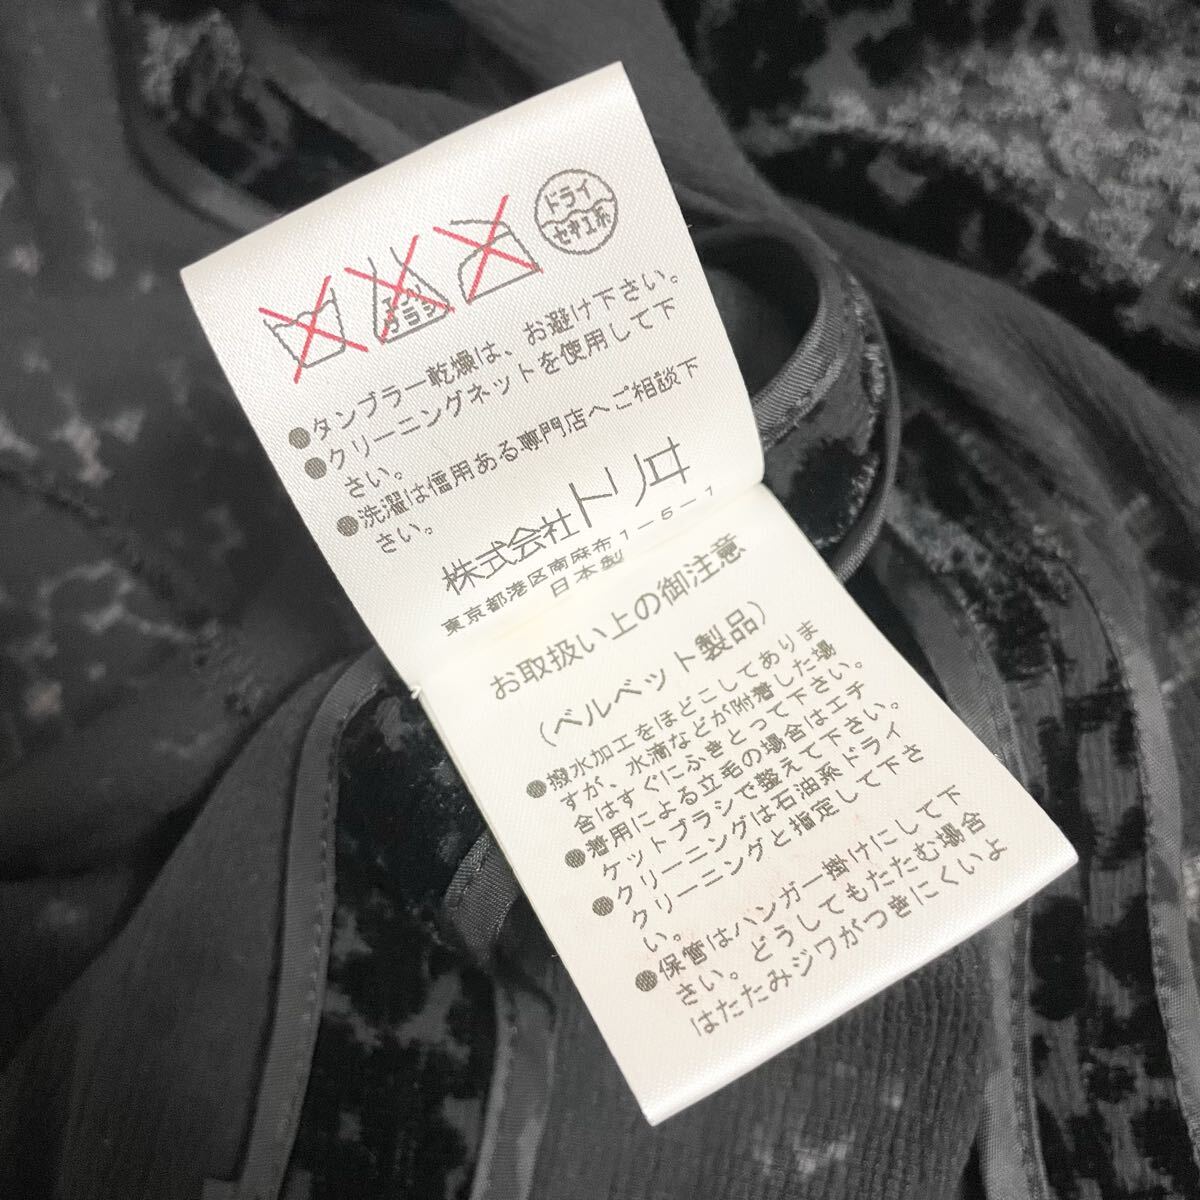 ドライ
セキユ系
エンソ
サラシ
●タンブラー乾燥は、お避け下さい。
●クリーニングネットを使用して下
さい。
●洗濯は信用ある専門店へご相談下
さい。
株式会社トリヰ
東京都港区南麻布1-5-1
日本製
お取扱い上の御注意
(ベルベット製品)
●撥水加工をほどこしてありま
すが、水滴などが附着した場
合はすぐにふきとって下さい。
●着用による立毛の場合はエチ
ケットブラシで整えて下さい。
●クリーニングは石油系ドライ
クリーニングと指定して下さ
い。
●保管はハンガー掛けにして下
さい。どうしてもたたむ場合
はたたみジワがつきにくいよ